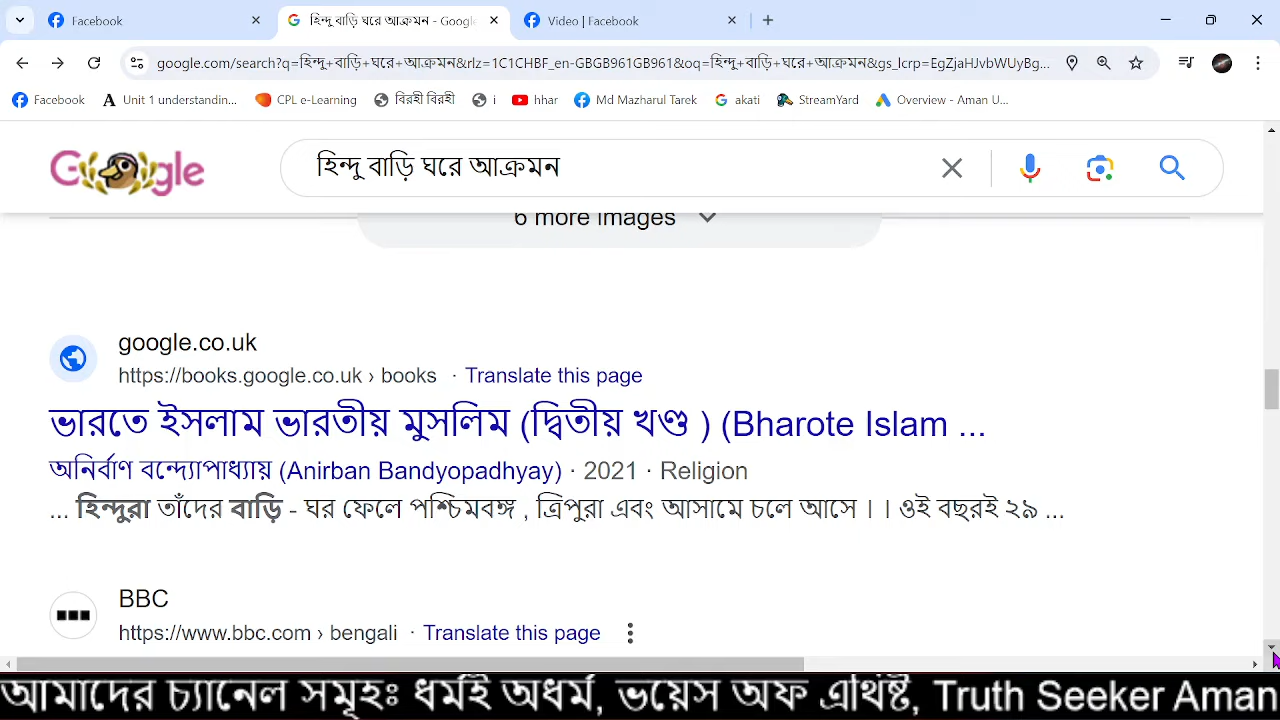 Facebook
হিন্দু বাড়ি ঘরে আক্রমন - Google
Video | Facebook
google.com/search?q=হিন্দু+বাড়ি+ঘরে+আক্রমন&rlz=1C1CHBF_en-GBGB961GB961&oq=হিন্দু+বাড়ি+ঘরে+আক্রমন&gs_lcrp=EgZjaHJvbWUyBg...
Facebook
Unit 1 understandin...
CPL e-Learning
বিরহী বিরহী
i
hhar
Md Mazharul Tarek
akati
StreamYard
Overview - Aman U...
Google
হিন্দু বাড়ি ঘরে আক্রমন
6 more images
google.co.uk
https://books.google.co.uk › books · Translate this page
ভারতে ইসলাম ভারতীয় মুসলিম (দ্বিতীয় খণ্ড ) (Bharote Islam ...
অনির্বাণ বন্দ্যোপাধ্যায় (Anirban Bandyopadhyay) · 2021 · Religion
... হিন্দুরা তাঁদের বাড়ি - ঘর ফেলে পশ্চিমবঙ্গ , ত্রিপুরা এবং আসামে চলে আসে । । ওই বছরই ২৯ ...
BBC
https://www.bbc.com › bengali · Translate this page
আমাদের চ্যানেল সমূহঃ ধর্মই অধর্ম, ভয়েস অফ এথিষ্ট, Truth Seeker Aman